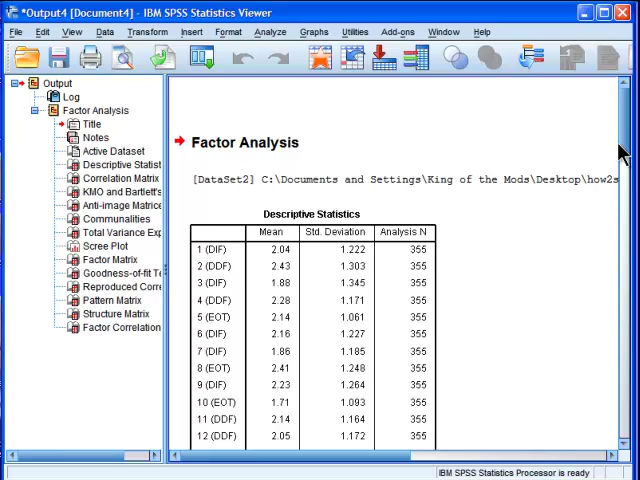 *Output4 [Document4] - IBM SPSS Statistics Viewer
File Edit View Data Transform Insert Format Analyze Graphs Utilities Add-ons Window Help
Output
Log
Factor Analysis
Title
Notes
Active Dataset
Descriptive Statist
Correlation Matrix
KMO and Bartlett's
Anti-image Matrice
Communalities
Total Variance Exp
Scree Plot
Factor Matrix
Goodness-of-fit Te
Reproduced Corre
Pattern Matrix
Structure Matrix
Factor Correlation
Factor Analysis
[DataSet2] C:\Documents and Settings\King of the Mods\Desktop\how2s
Descriptive Statistics
Mean Std. Deviation Analysis N
1 (DIF) 2.04 1.222 355
2 (DDF) 2.43 1.303 355
3 (DIF) 1.88 1.345 355
4 (DDF) 2.28 1.171 355
5 (EOT) 2.14 1.061 355
6 (DIF) 2.16 1.227 355
7 (DIF) 1.86 1.185 355
8 (EOT) 2.41 1.248 355
9 (DIF) 2.23 1.264 355
10 (EOT) 1.71 1.093 355
11 (DDF) 2.14 1.164 355
12 (DDF) 2.05 1.172 355
IBM SPSS Statistics Processor is ready